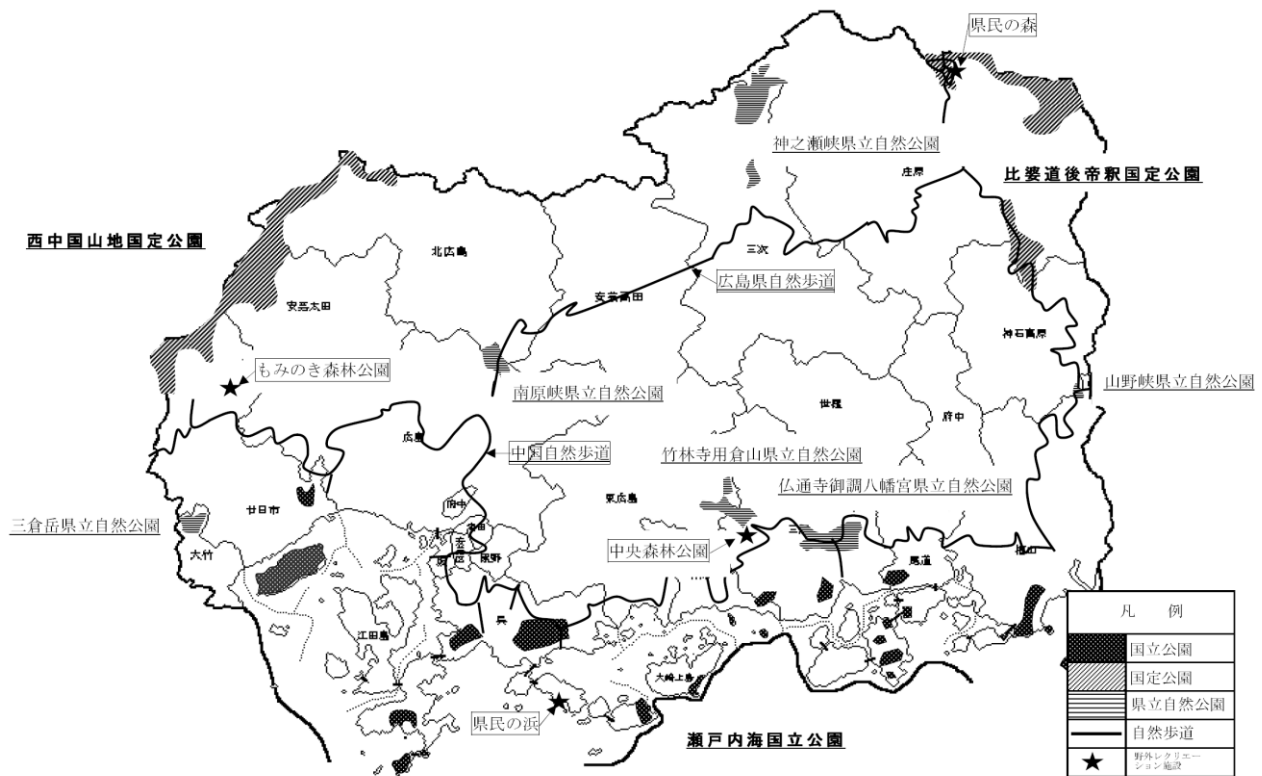 県民の森
神之瀬峡県立自然公園
庄原
比婆道後帝釈国定公園
西中国山地国定公園
北広島
三次
広島県自然歩道
安芸高田
安芸太田
神石高原
もみのき森林公園
南原峡県立自然公園
山野峡県立自然公園
世羅
府中
広島
中国自然歩道
竹林寺用倉山県立自然公園
仏通寺御調八幡宮県立自然公園
東広島
府中
三倉岳県立自然公園
廿日市
大竹
海田
坂
熊野
中央森林公園
尾道
福山
呉
江田島
大崎上島
県民の浜
瀬戸内海国立公園
凡 例
国立公園
国定公園
県立自然公園
自然歩道
野外レクリエー
ション施設